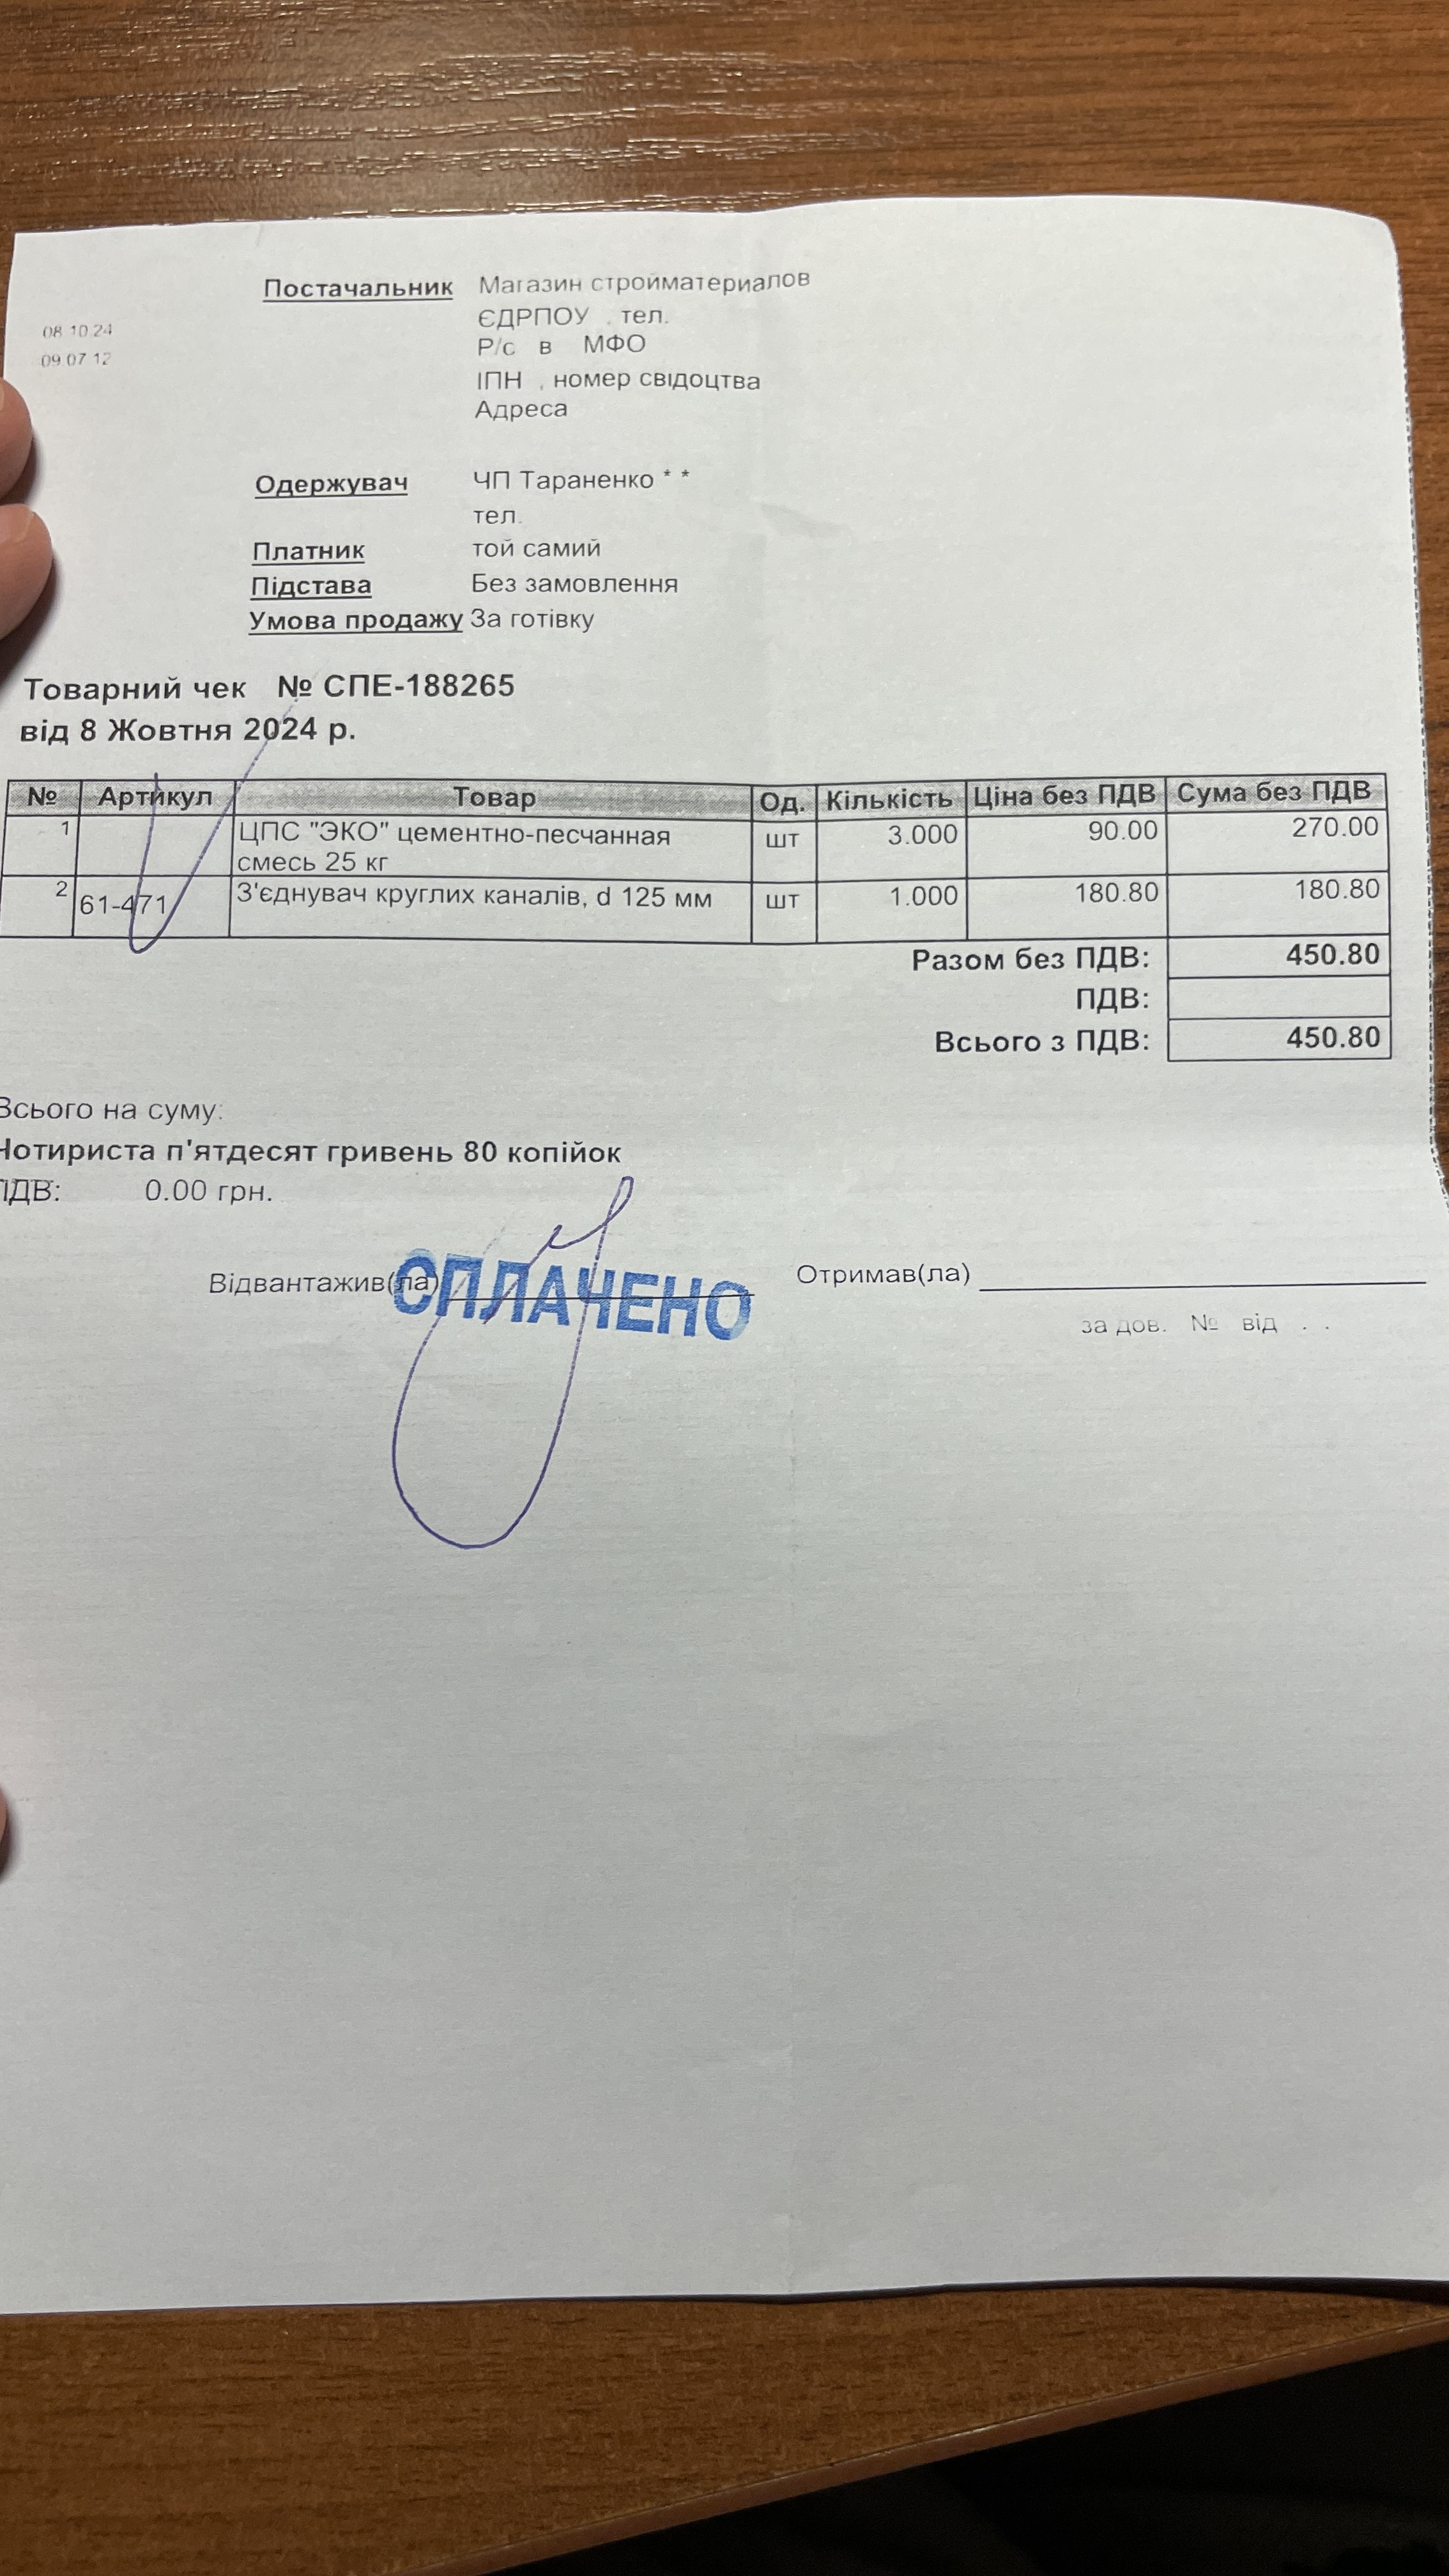 Постачальник Магазин стройматериалов
ЄДРПОУ , тел.
08.10.24
Р/с в МФО
09.07.12
ІПН , номер свідоцтва
Адреса
Одержувач ЧП Тараненко * *
тел.
Платник той самий
Підстава Без замовлення
Умова продажу За готівку
Товарний чек № СПЕ-188265
від 8 Жовтня 2024 р.
№ Артикул Товар Од. Кількість Ціна без ПДВ Сума без ПДВ
1 ЦПС "ЭКО" цементно-песчанная смесь 25 кг шт 3.000 90.00 270.00
2 61-471 З'єднувач круглих каналів, d 125 мм шт 1.000 180.80 180.80
Разом без ПДВ: 450.80
ПДВ:
Всього з ПДВ: 450.80
Всього на суму:
Чотириста п'ятдесят гривень 80 копійок
ПДВ: 0.00 грн.
Відвантажив(ла) СПЛАЧЕНО Отримав(ла)
за дов. № від . .